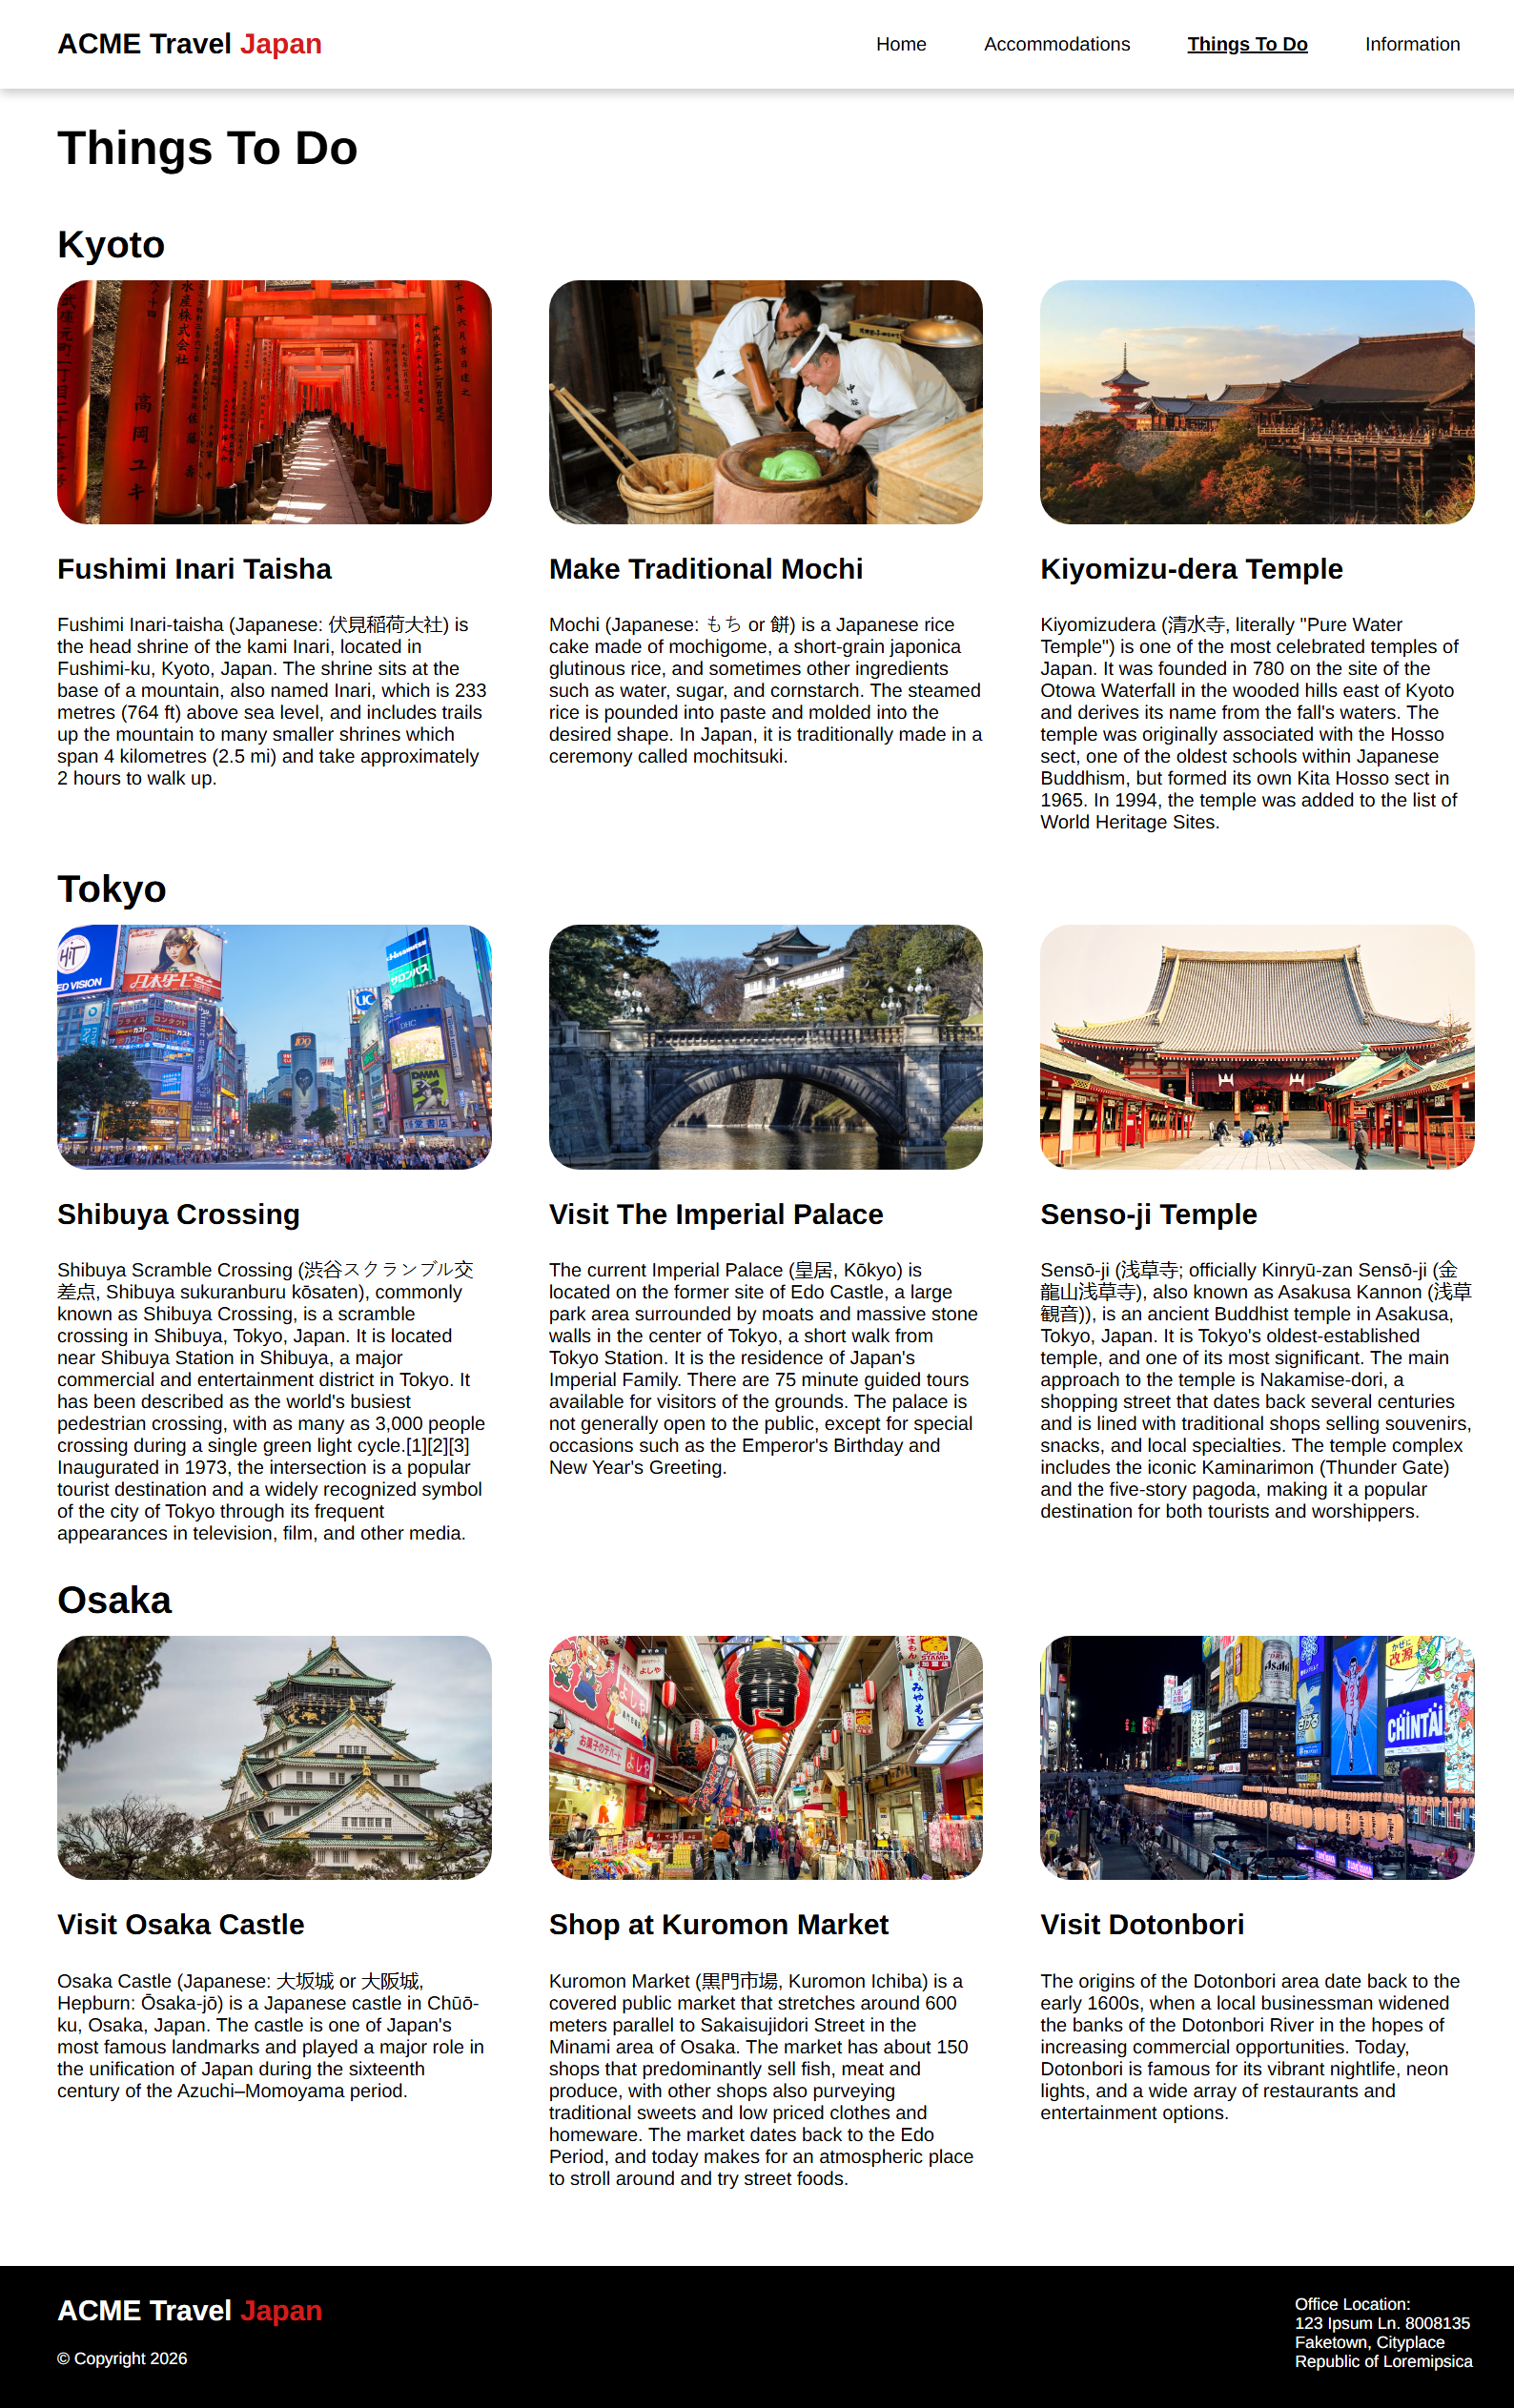 ACME Travel Japan
Home
Accommodations
Things To Do
Information
Things To Do
Kyoto
Fushimi Inari Taisha
Fushimi Inari-taisha (Japanese: 伏見稲荷大社) is
the head shrine of the kami Inari, located in
Fushimi-ku, Kyoto, Japan. The shrine sits at the
base of a mountain, also named Inari, which is 233
metres (764 ft) above sea level, and includes trails
up the mountain to many smaller shrines which
span 4 kilometres (2.5 mi) and take approximately
2 hours to walk up.
Make Traditional Mochi
Mochi (Japanese: もち or 餅) is a Japanese rice
cake made of mochigome, a short-grain japonica
glutinous rice, and sometimes other ingredients
such as water, sugar, and cornstarch. The steamed
rice is pounded into paste and molded into the
desired shape. In Japan, it is traditionally made in a
ceremony called mochitsuki.
Kiyomizu-dera Temple
Kiyomizudera (清水寺, literally "Pure Water
Temple") is one of the most celebrated temples of
Japan. It was founded in 780 on the site of the
Otowa Waterfall in the wooded hills east of Kyoto
and derives its name from the fall's waters. The
temple was originally associated with the Hosso
sect, one of the oldest schools within Japanese
Buddhism, but formed its own Kita Hosso sect in
1965. In 1994, the temple was added to the list of
World Heritage Sites.
Tokyo
Shibuya Crossing
Shibuya Scramble Crossing (渋谷スクランブル交
差点, Shibuya sukuranburu kōsaten), commonly
known as Shibuya Crossing, is a scramble
crossing in Shibuya, Tokyo, Japan. It is located
near Shibuya Station in Shibuya, a major
commercial and entertainment district in Tokyo. It
has been described as the world's busiest
pedestrian crossing, with as many as 3,000 people
crossing during a single green light cycle.[1][2][3]
Inaugurated in 1973, the intersection is a popular
tourist destination and a widely recognized symbol
of the city of Tokyo through its frequent
appearances in television, film, and other media.
Visit The Imperial Palace
The current Imperial Palace (皇居, Kōkyo) is
located on the former site of Edo Castle, a large
park area surrounded by moats and massive stone
walls in the center of Tokyo, a short walk from
Tokyo Station. It is the residence of Japan's
Imperial Family. There are 75 minute guided tours
available for visitors of the grounds. The palace is
not generally open to the public, except for special
occasions such as the Emperor's Birthday and
New Year's Greeting.
Senso-ji Temple
Sensō-ji (浅草寺; officially Kinryū-zan Sensō-ji (金
龍山浅草寺), also known as Asakusa Kannon (浅草
観音)), is an ancient Buddhist temple in Asakusa,
Tokyo, Japan. It is Tokyo's oldest-established
temple, and one of its most significant. The main
approach to the temple is Nakamise-dori, a
shopping street that dates back several centuries
and is lined with traditional shops selling souvenirs,
snacks, and local specialties. The temple complex
includes the iconic Kaminarimon (Thunder Gate)
and the five-story pagoda, making it a popular
destination for both tourists and worshippers.
Osaka
Visit Osaka Castle
Osaka Castle (Japanese: 大坂城 or 大阪城,
Hepburn: Ōsaka-jō) is a Japanese castle in Chūō-
ku, Osaka, Japan. The castle is one of Japan's
most famous landmarks and played a major role in
the unification of Japan during the sixteenth
century of the Azuchi–Momoyama period.
Shop at Kuromon Market
Kuromon Market (黒門市場, Kuromon Ichiba) is a
covered public market that stretches around 600
meters parallel to Sakaisujidori Street in the
Minami area of Osaka. The market has about 150
shops that predominantly sell fish, meat and
produce, with other shops also purveying
traditional sweets and low priced clothes and
homeware. The market dates back to the Edo
Period, and today makes for an atmospheric place
to stroll around and try street foods.
Visit Dotonbori
The origins of the Dotonbori area date back to the
early 1600s, when a local businessman widened
the banks of the Dotonbori River in the hopes of
increasing commercial opportunities. Today,
Dotonbori is famous for its vibrant nightlife, neon
lights, and a wide array of restaurants and
entertainment options.
ACME Travel Japan
© Copyright 2026
Office Location:
123 Ipsum Ln. 8008135
Faketown, Cityplace
Republic of Loremipsica